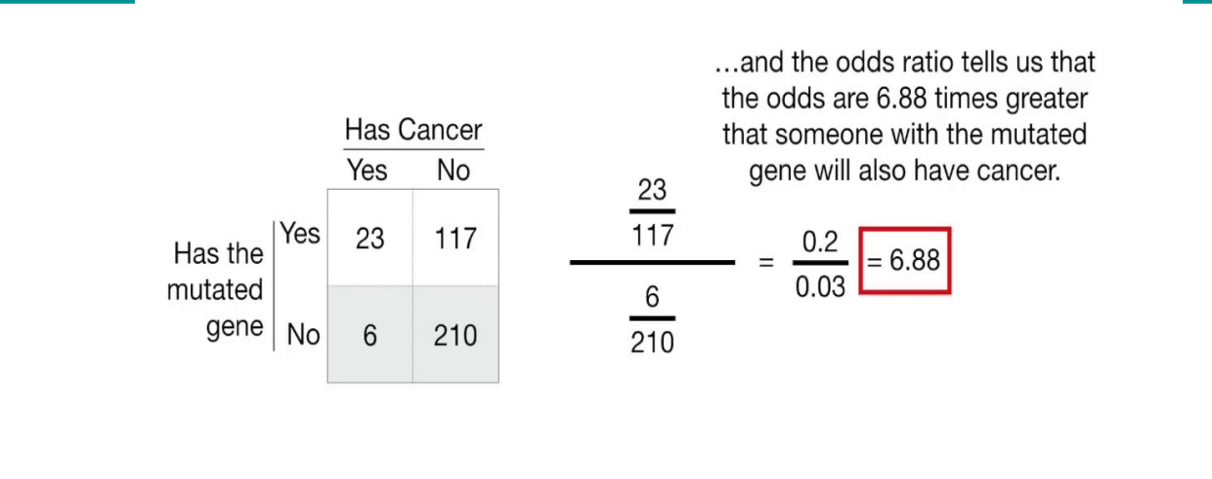 …and the odds ratio tells us that
the odds are 6.88 times greater
that someone with the mutated
gene will also have cancer.
Has Cancer
Yes No
Has the
mutated
gene
Yes 23 117
No 6 210
23
117
6
210
=
0.2
0.03
= 6.88